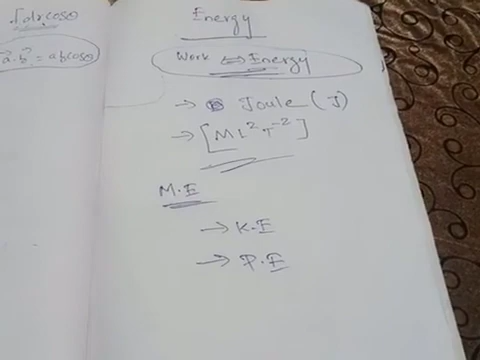 ∫dr cosθ
a⃗.b⃗ = ab cosθ
Energy
Work ⇔ Energy
→ Joule (J)
→ [ML²T⁻²]
M.E
→ K.E
→ P.E